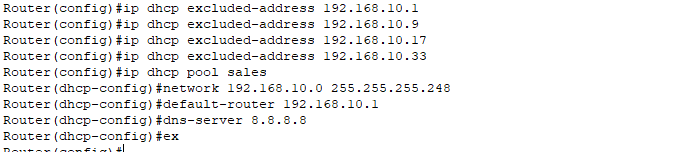 Router(config)#ip dhcp excluded-address 192.168.10.1
Router(config)#ip dhcp excluded-address 192.168.10.9
Router(config)#ip dhcp excluded-address 192.168.10.17
Router(config)#ip dhcp excluded-address 192.168.10.33
Router(config)#ip dhcp pool sales
Router(dhcp-config)#network 192.168.10.0 255.255.255.248
Router(dhcp-config)#default-router 192.168.10.1
Router(dhcp-config)#dns-server 8.8.8.8
Router(dhcp-config)#ex
Router(config)#